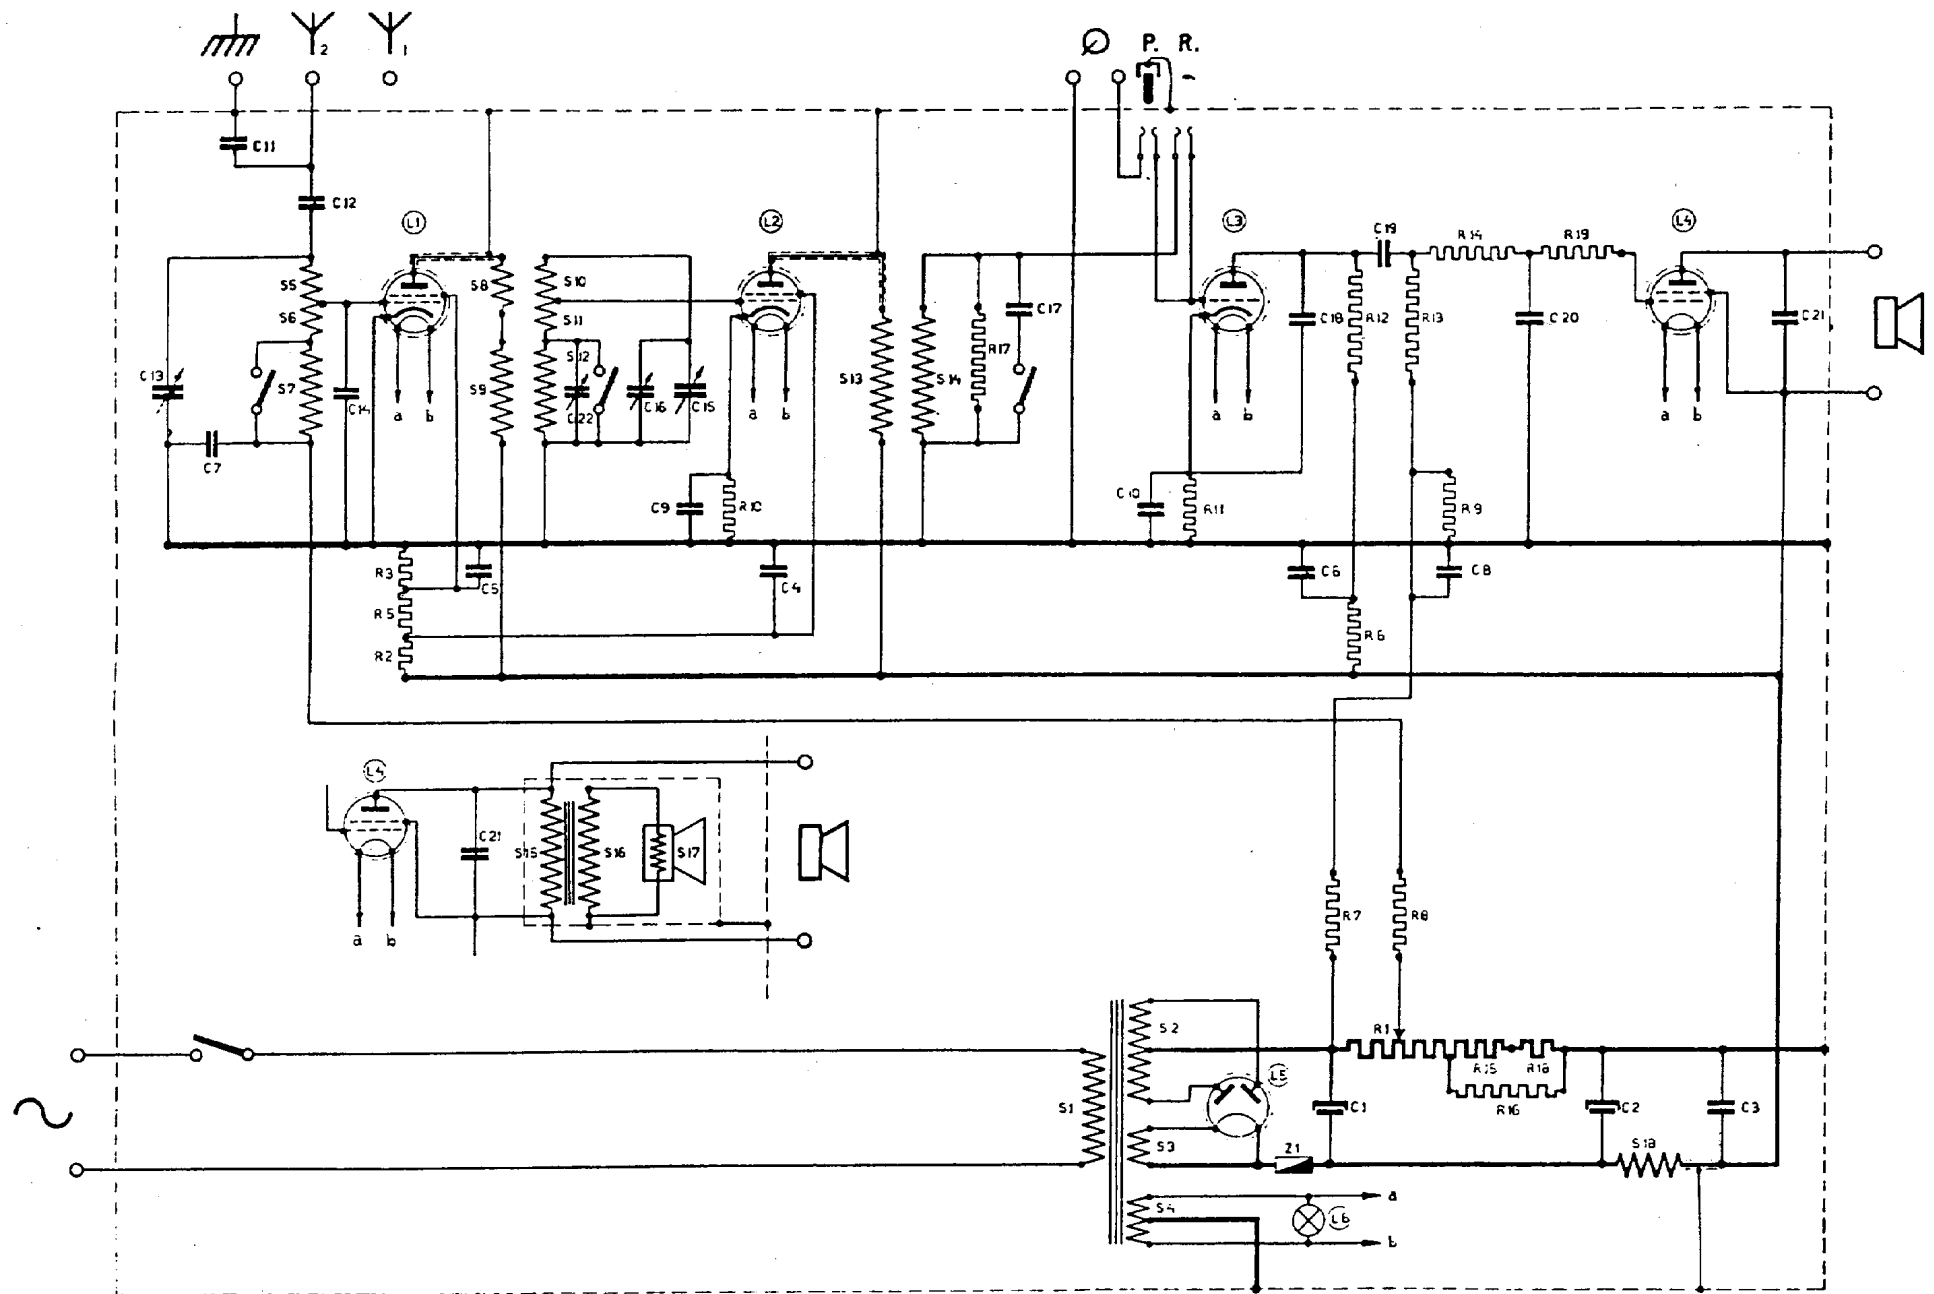 2 1
P. R.
C11
C12
L1 L2 L3 L4
C19 R14 R19
S5 S8 S10
S6 S11 C17 C18 R12 R13 C20 C21
R17
S12
C13 S7 C14 S9 C22 C16 C15 S13 S14
a b a b a b a b
C7
C9 R10 C10 R11 R9
R3 C5 C4 C6 C8
R5
R2 R6
L4
C21 S15 S16 S17
a b
R7 R8
S2 R1
R15 R18
L5
S1 C1 R16 C2 C3
S3 Z1 S18
S4 a
L6
b